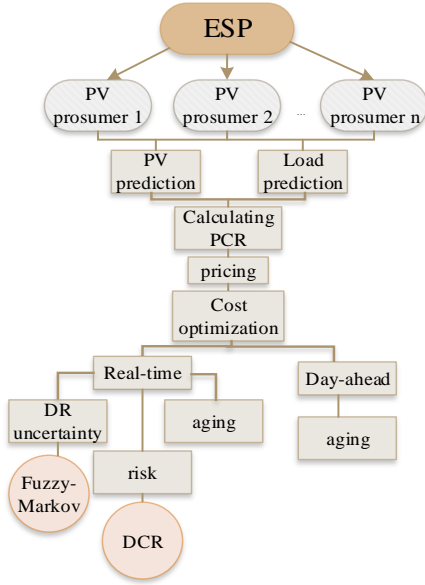 ESP
PV
prosumer 1
PV
prosumer 2
...
PV
prosumer n
PV
prediction
Load
prediction
Calculating
PCR
pricing
Cost
optimization
Real-time
Day-ahead
DR
uncertainty
aging
aging
risk
Fuzzy-
Markov
DCR